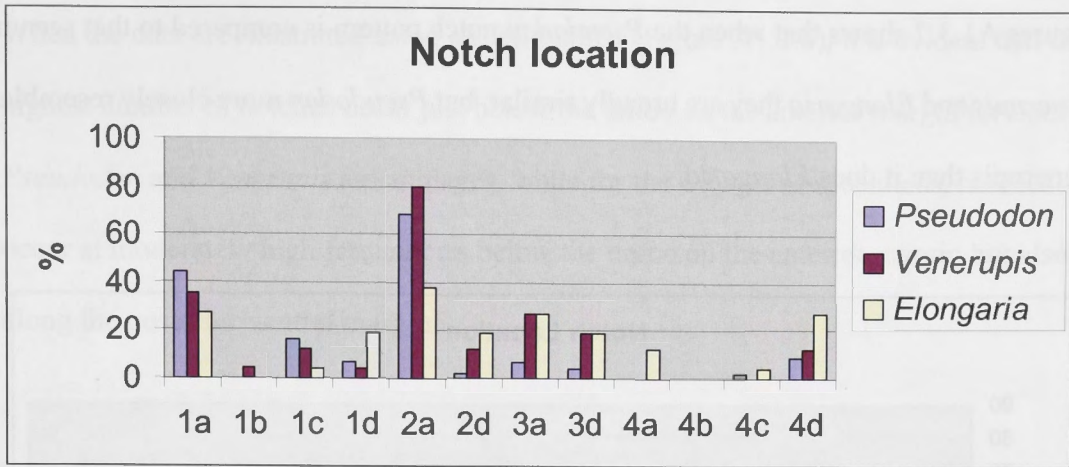 Notch location
100
80
60
40
20
0
%
1a 1b 1c 1d 2a 2d 3a 3d 4a 4b 4c 4d
Pseudodon
Venerupis
Elongaria